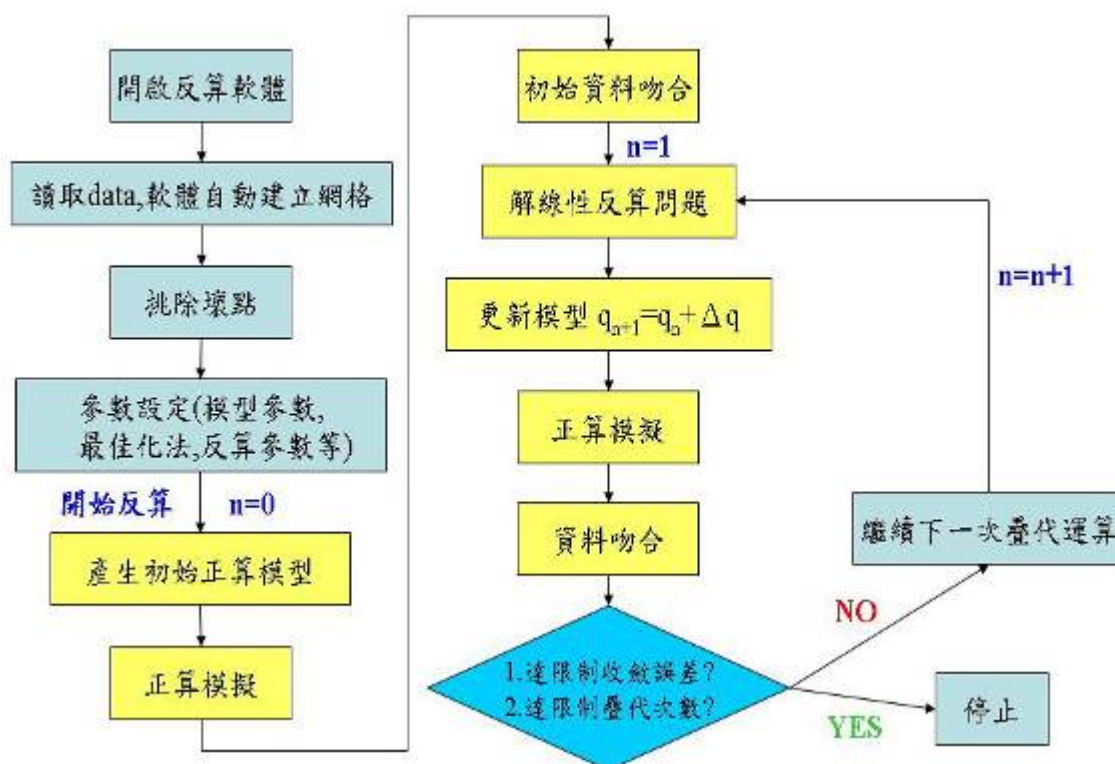 開啟反算軟體
讀取data,軟體自動建立網格
挑除壞點
參數設定(模型參數,
最佳化法,反算參數等)
開始反算 n=0
產生初始正算模型
正算模擬
初始資料吻合
n=1
解線性反算問題
更新模型 qn+1=qn+Δq
正算模擬
資料吻合
1.達限制收斂誤差?
2.達限制疊代次數?
NO
繼續下一次疊代運算
n=n+1
YES
停止